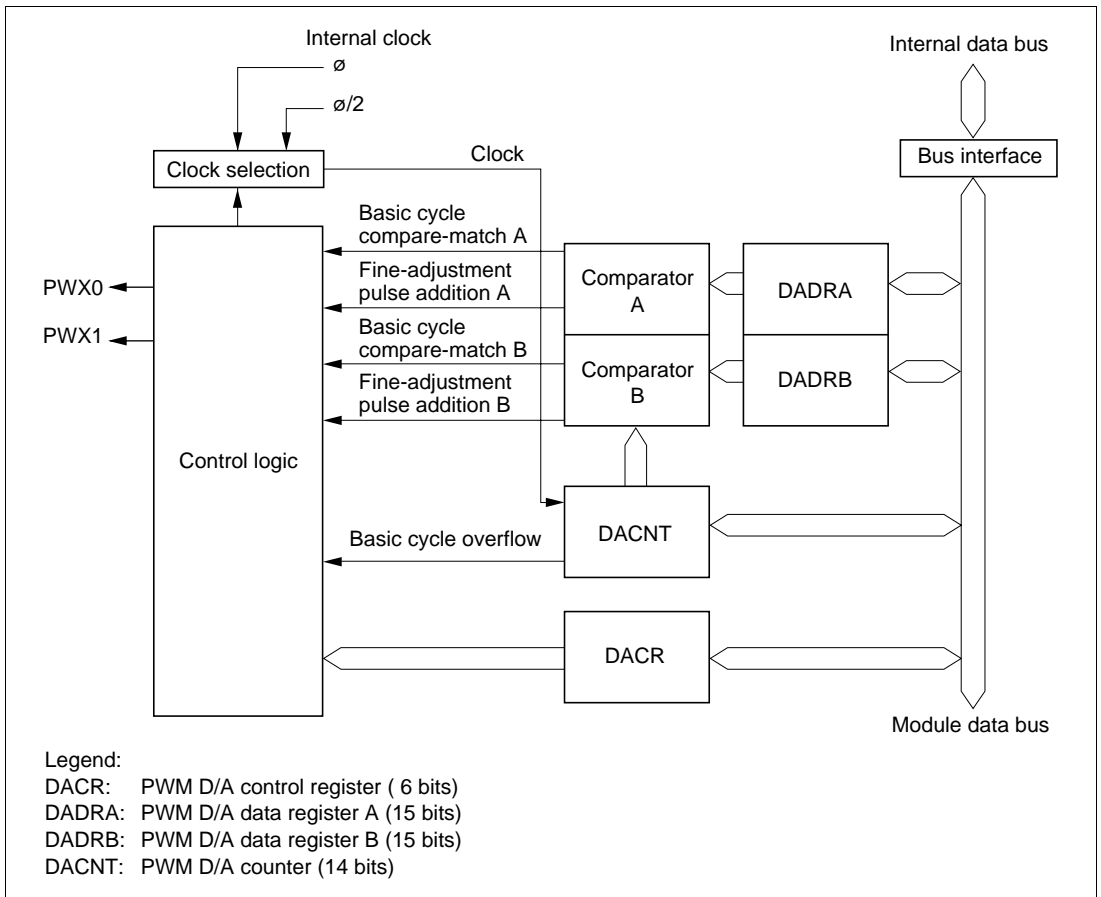 Internal clock
ø
ø/2
Internal data bus
Clock selection
Clock
Bus interface
Basic cycle
compare-match A
Fine-adjustment
pulse addition A
Basic cycle
compare-match B
Fine-adjustment
pulse addition B
PWX0
PWX1
Comparator
A
DADRA
Comparator
B
DADRB
Control logic
Basic cycle overflow
DACNT
DACR
Module data bus
Legend:
DACR: PWM D/A control register ( 6 bits)
DADRA: PWM D/A data register A (15 bits)
DADRB: PWM D/A data register B (15 bits)
DACNT: PWM D/A counter (14 bits)